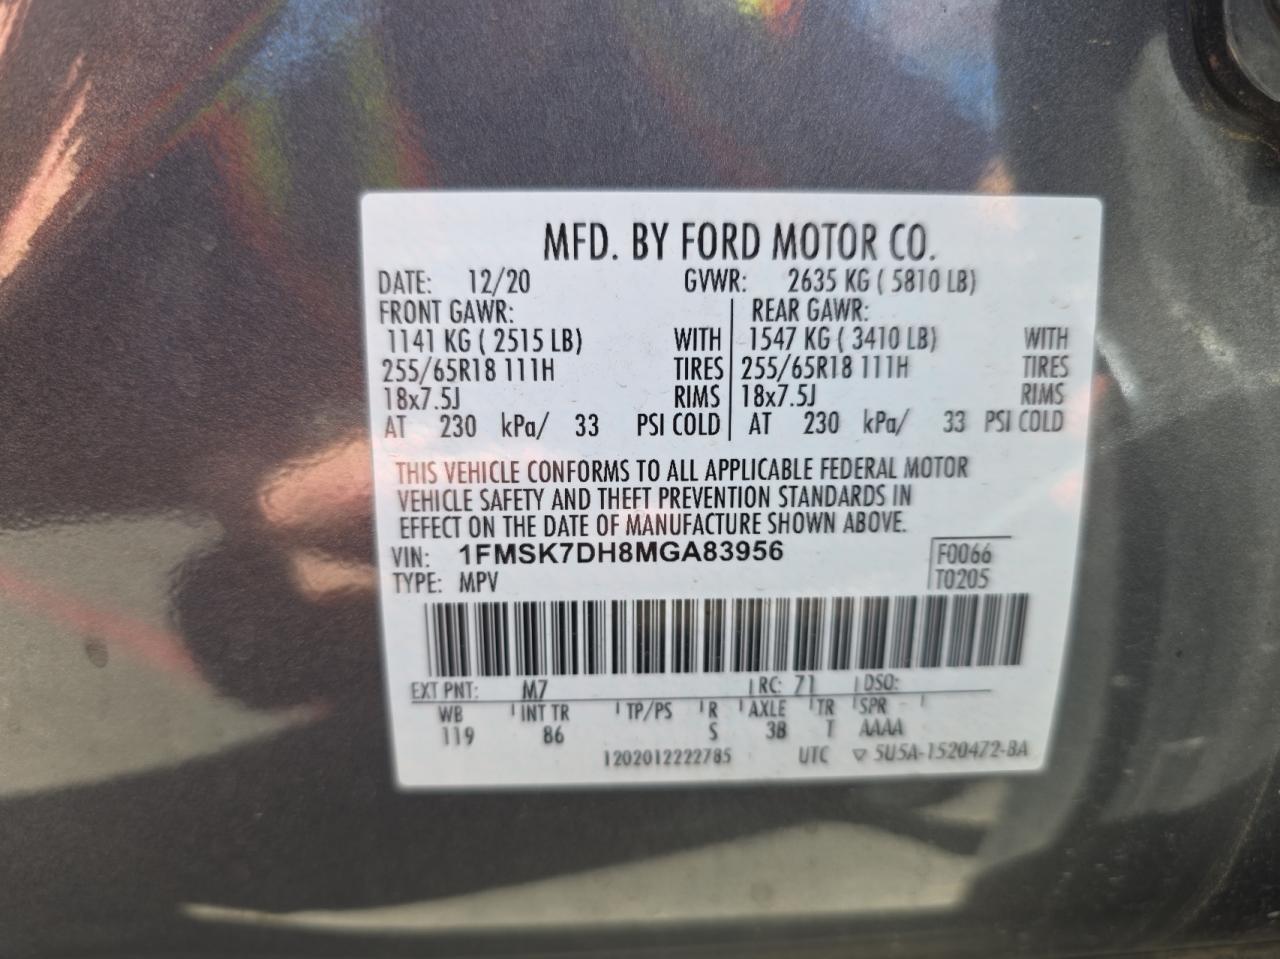 MFD. BY FORD MOTOR CO.
DATE: 12/20 GVWR: 2635 KG ( 5810 LB)
FRONT GAWR: REAR GAWR:
1141 KG ( 2515 LB) WITH 1547 KG ( 3410 LB) WITH
255/65R18 111H TIRES 255/65R18 111H TIRES
18x7.5J RIMS 18x7.5J RIMS
AT 230 kPa/ 33 PSI COLD AT 230 kPa/ 33 PSI COLD
THIS VEHICLE CONFORMS TO ALL APPLICABLE FEDERAL MOTOR
VEHICLE SAFETY AND THEFT PREVENTION STANDARDS IN
EFFECT ON THE DATE OF MANUFACTURE SHOWN ABOVE.
VIN: 1FMSK7DH8MGA83956 F0066
TYPE: MPV T0205
EXT PNT: M7 RC: 71 DSO:
WB INT TR TP/PS R AXLE TR SPR
119 86 S 3B T AAAA
1202012222785 UTC ▽ 5U5A-1520472-BA